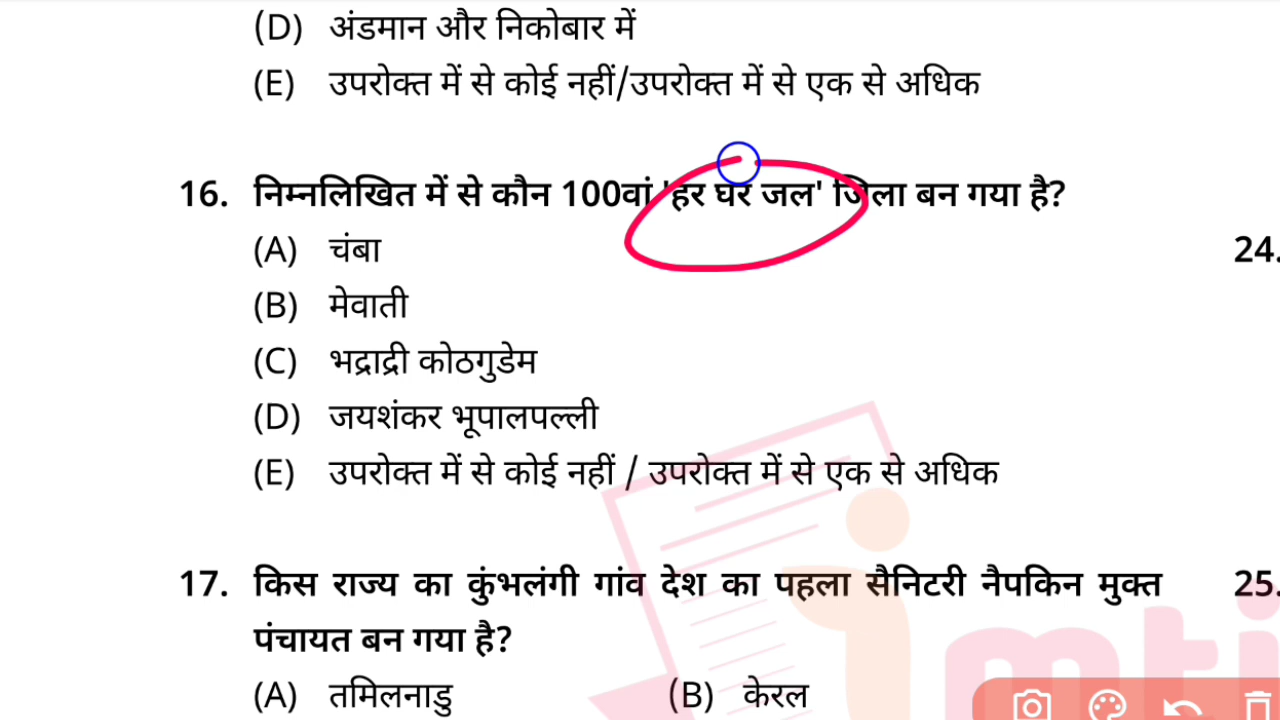 (D) अंडमान और निकोबार में
(E) उपरोक्त में से कोई नहीं/उपरोक्त में से एक से अधिक
16. निम्नलिखित में से कौन 100वां 'हर घर जल' जिला बन गया है?
(A) चंबा
24.
(B) मेवाती
(C) भद्राद्री कोठगुडेम
(D) जयशंकर भूपालपल्ली
(E) उपरोक्त में से कोई नहीं / उपरोक्त में से एक से अधिक
17. किस राज्य का कुंभलंगी गांव देश का पहला सैनिटरी नैपकिन मुक्त
25.
पंचायत बन गया है?
(A) तमिलनाडु (B) केरल